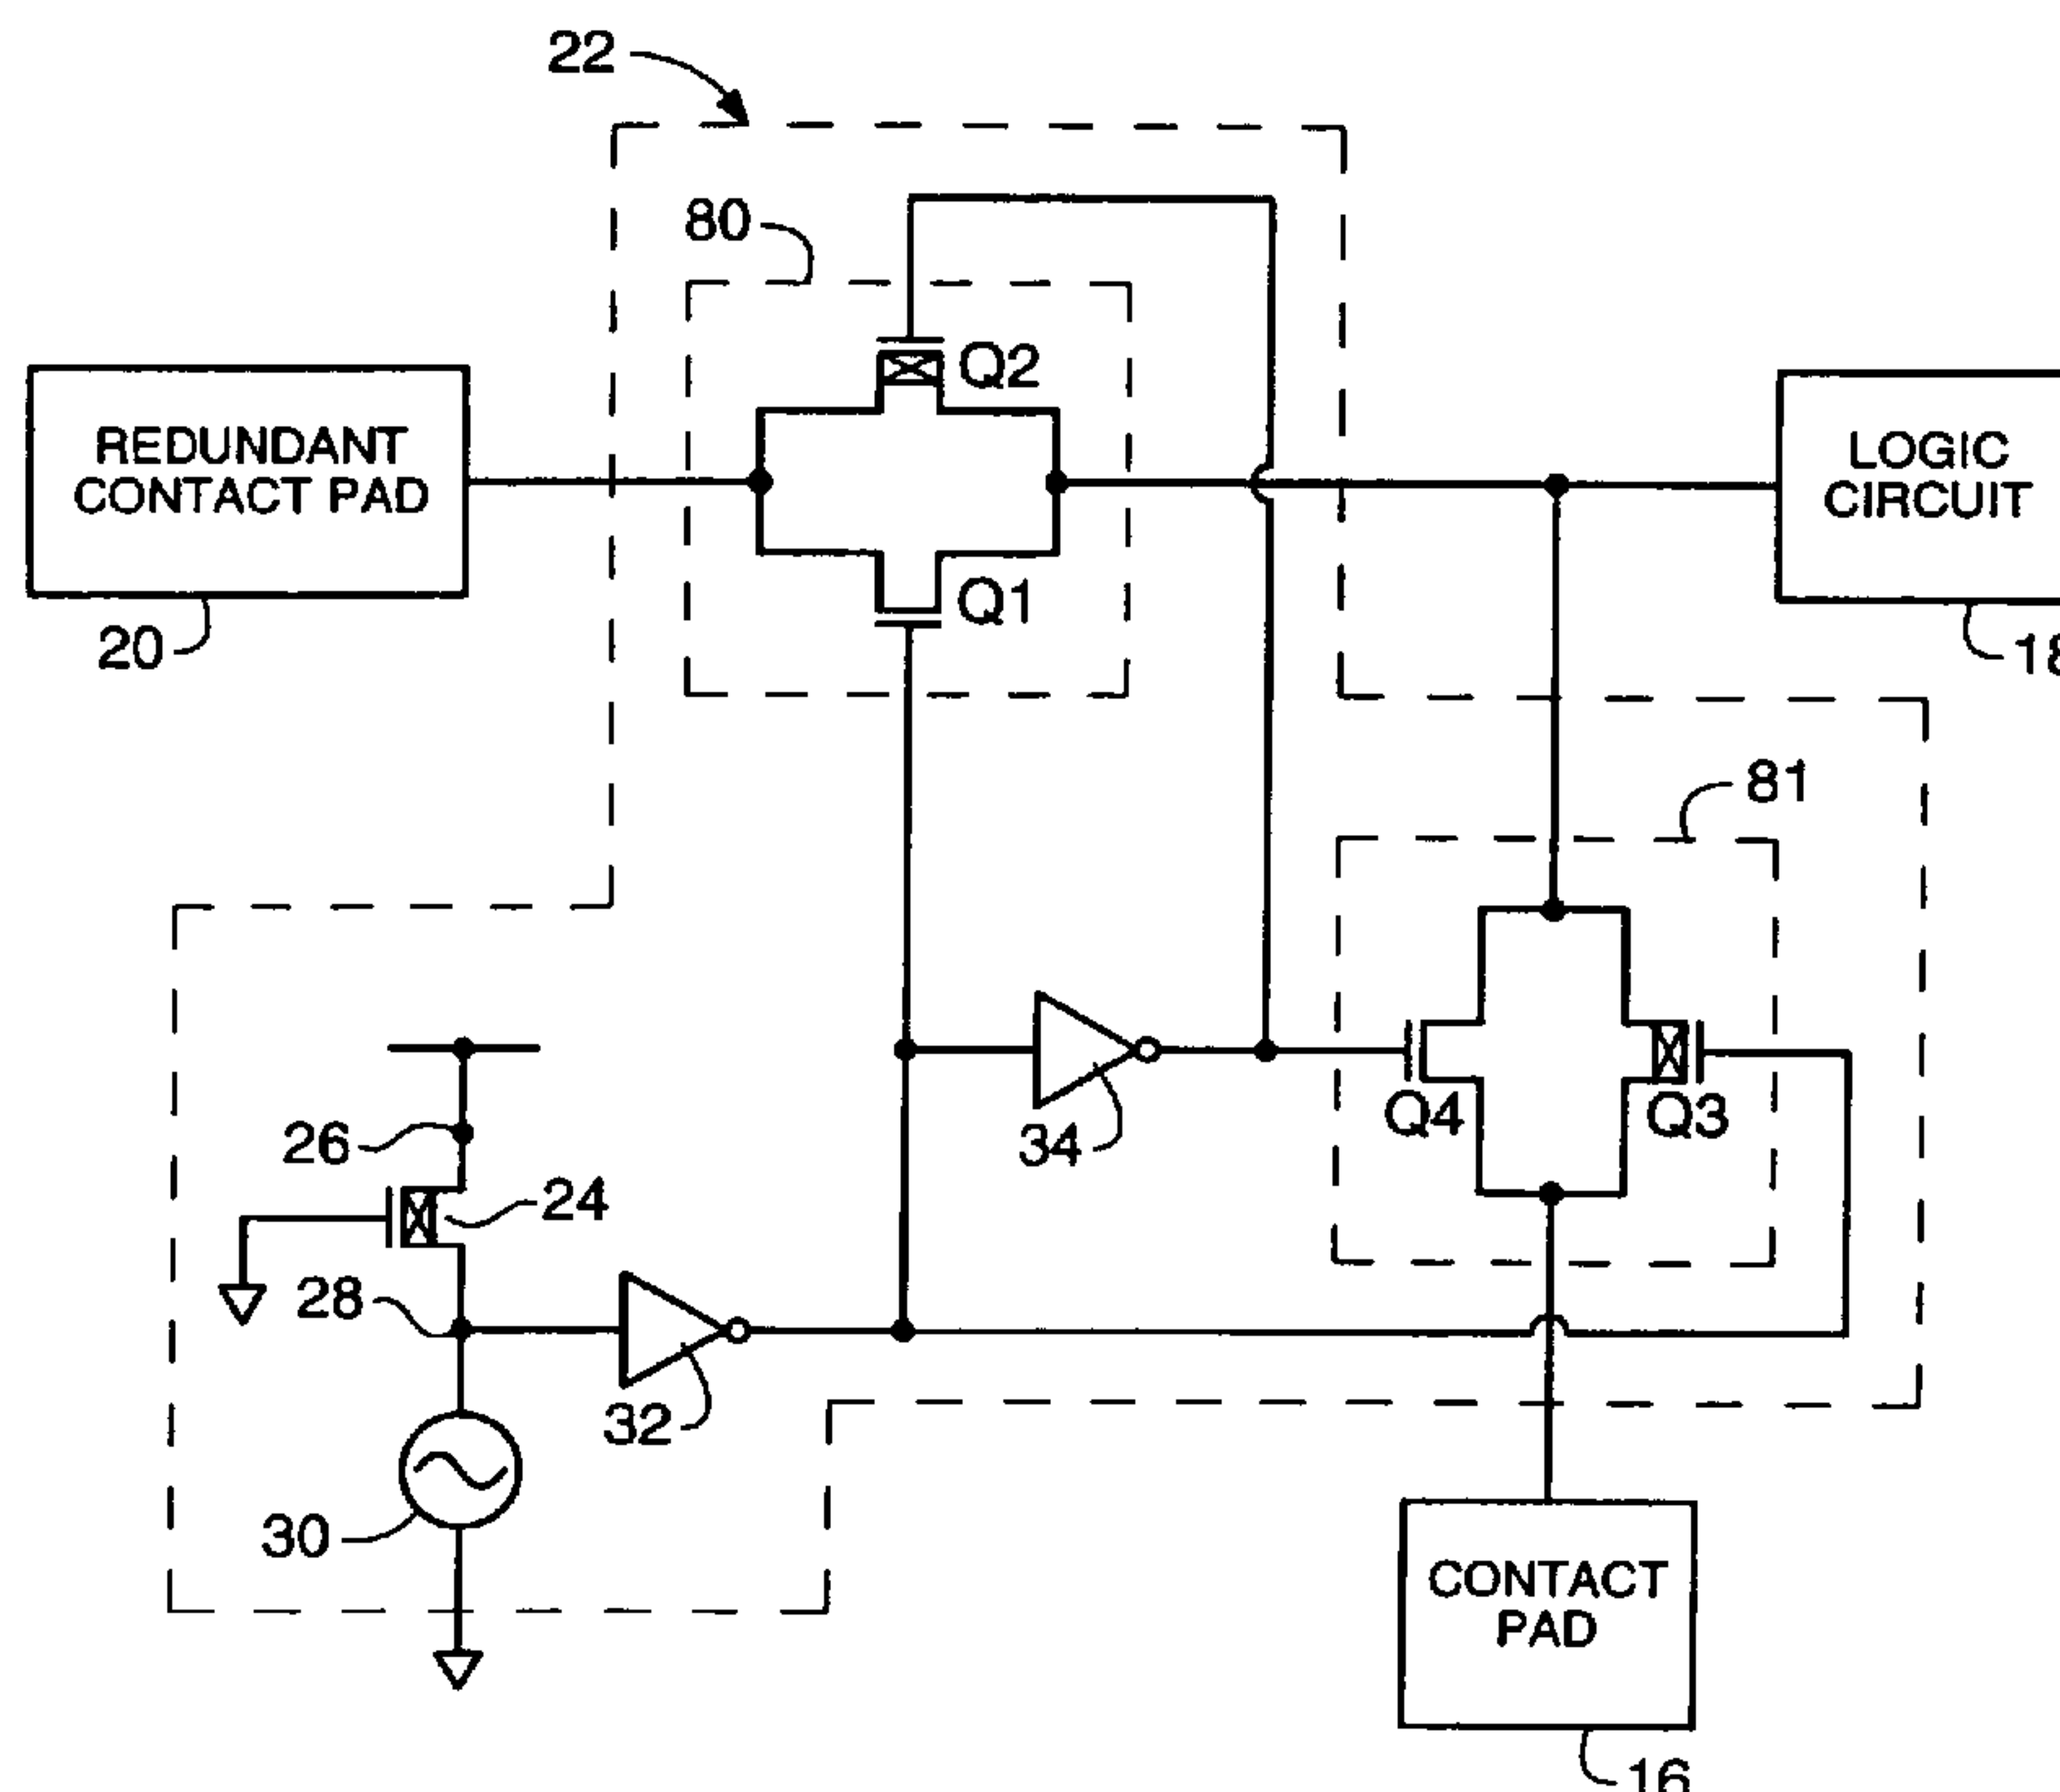 22
80
Q2
REDUNDANT
CONTACT PAD
LOGIC
CIRCUIT
Q1
20
18
81
26
34
Q4
Q3
24
28
32
30
CONTACT
PAD
16